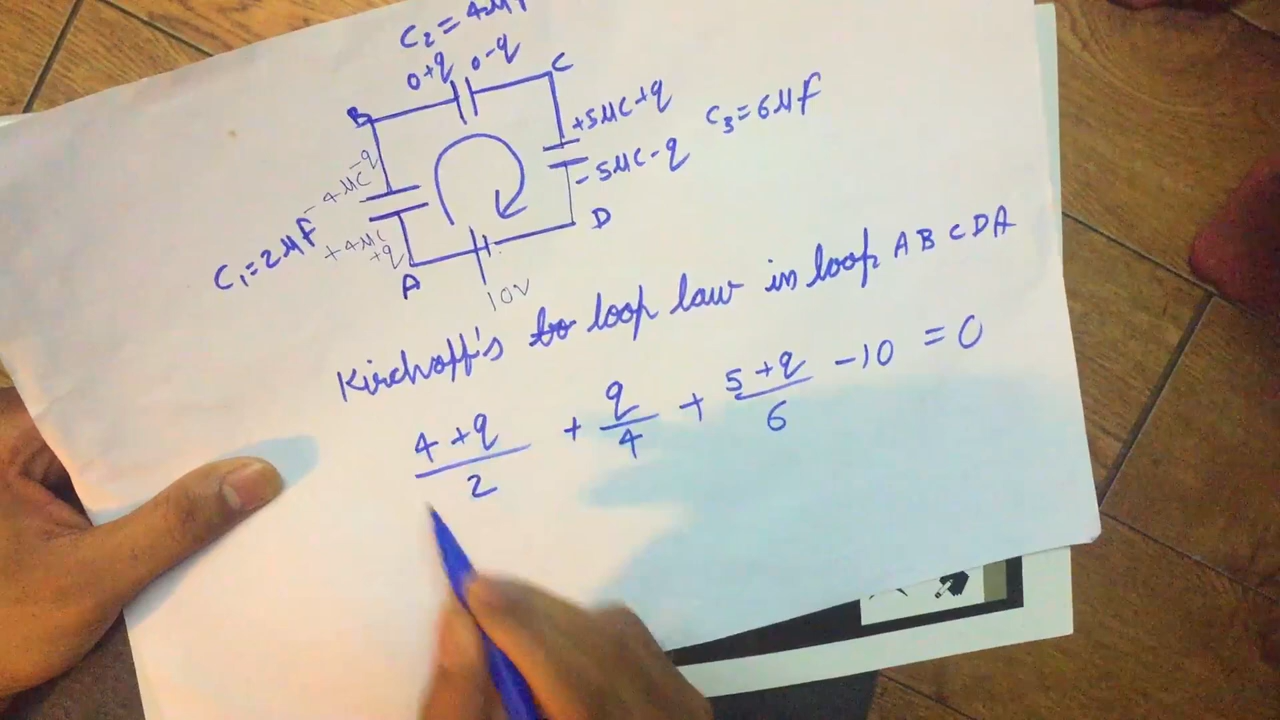 C₂ = 4μF
0+q 0-q
B C
+5μC+q
-5μC-q
C₃=6μF
-4μC-q
+4μC+q
C₁=2μF
A D
10V
Kirchoff's loop law in loop ABCDA
4+q/2 + q/4 + 5+q/6 -10 = 0